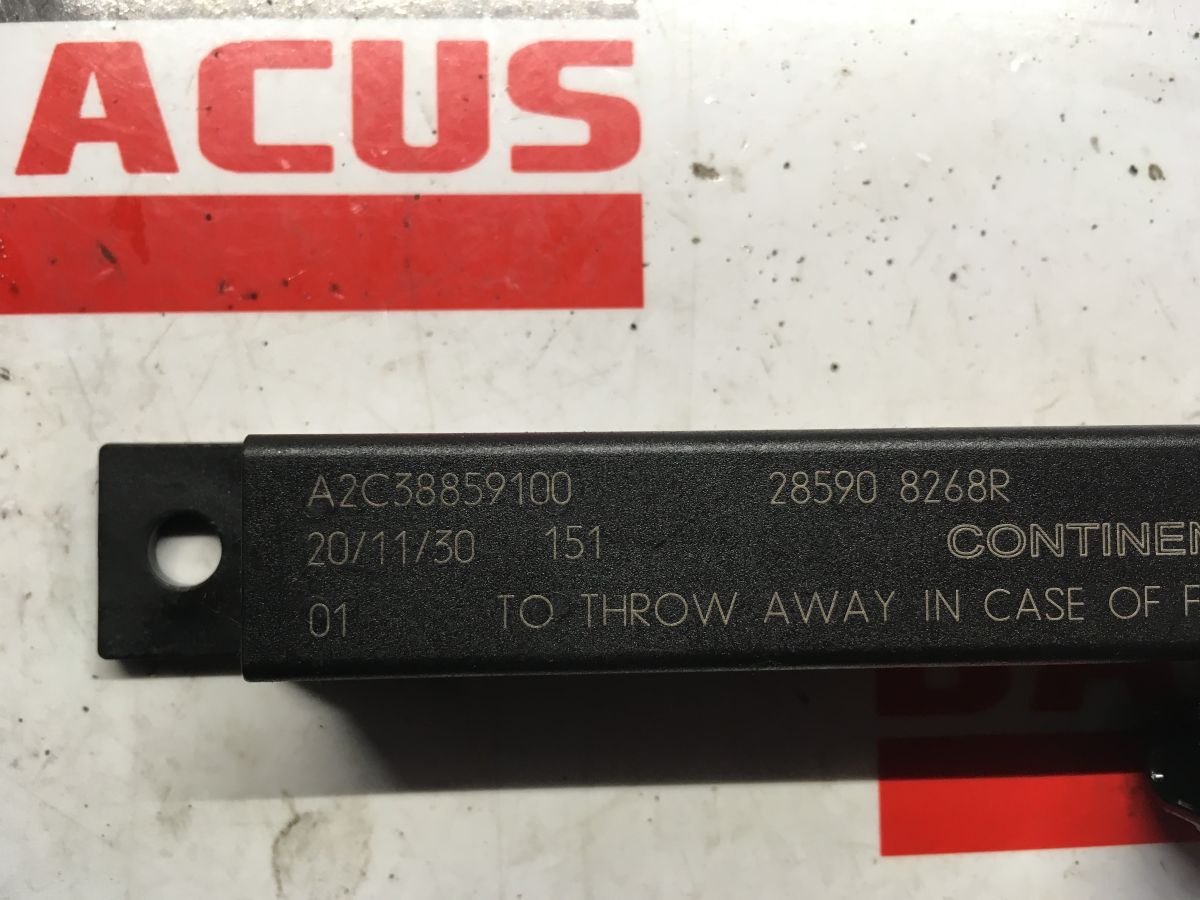 ACUS
A2C38859100 28590 8268R
20/11/30 151
CONTINEN
01 TO THROW AWAY IN CASE OF F